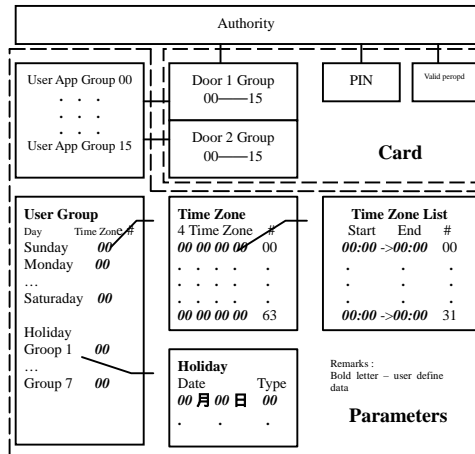 Authority
User App Group 00
. . .
. . .
User App Group 15
Door 1 Group
00——15
Door 2 Group
00——15
PIN
Valid peropd
Card
User Group
Day Time Zone #
Sunday 00
Monday 00
...
Saturaday 00
Holiday
Groop 1 00
...
Group 7 00
Time Zone
4 Time Zone #
00 00 00 00 00
. . . . .
. . . . .
00 00 00 00 63
Time Zone List
Start End #
00:00 ->00:00 00
. . .
. . .
00:00 ->00:00 31
Holiday
Date Type
00 月 00 日 00
. . .
Remarks :
Bold letter – user define
data
Parameters